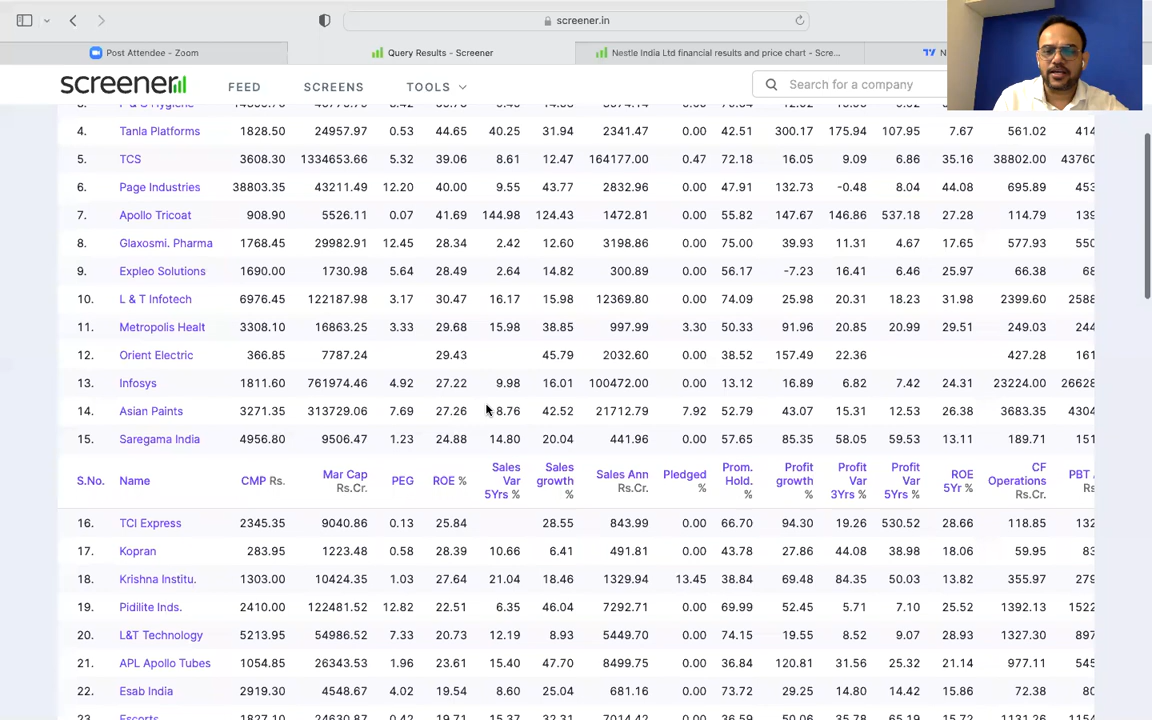 screener.in
Post Attendee - Zoom
Query Results - Screener
Nestle India Ltd financial results and price chart - Scre...
N
screener
FEED
SCREENS
TOOLS
Search for a company
4. Tanla Platforms 1828.50 24957.97 0.53 44.65 40.25 31.94 2341.47 0.00 42.51 300.17 175.94 107.95 7.67 561.02 414
5. TCS 3608.30 1334653.66 5.32 39.06 8.61 12.47 164177.00 0.47 72.18 16.05 9.09 6.86 35.16 38802.00 43760
6. Page Industries 38803.35 43211.49 12.20 40.00 9.55 43.77 2832.96 0.00 47.91 132.73 -0.48 8.04 44.08 695.89 453
7. Apollo Tricoat 908.90 5526.11 0.07 41.69 144.98 124.43 1472.81 0.00 55.82 147.67 146.86 537.18 27.28 114.79 139
8. Glaxosmi. Pharma 1768.45 29982.91 12.45 28.34 2.42 12.60 3198.86 0.00 75.00 39.93 11.31 4.67 17.65 577.93 550
9. Expleo Solutions 1690.00 1730.98 5.64 28.49 2.64 14.82 300.89 0.00 56.17 -7.23 16.41 6.46 25.97 66.38 68
10. L & T Infotech 6976.45 122187.98 3.17 30.47 16.17 15.98 12369.80 0.00 74.09 25.98 20.31 18.23 31.98 2399.60 2588
11. Metropolis Healt 3308.10 16863.25 3.33 29.68 15.98 38.85 997.99 3.30 50.33 91.96 20.85 20.99 29.51 249.03 244
12. Orient Electric 366.85 7787.24 29.43 45.79 2032.60 0.00 38.52 157.49 22.36 427.28 161
13. Infosys 1811.60 761974.46 4.92 27.22 9.98 16.01 100472.00 0.00 13.12 16.89 6.82 7.42 24.31 23224.00 26628
14. Asian Paints 3271.35 313729.06 7.69 27.26 8.76 42.52 21712.79 7.92 52.79 43.07 15.31 12.53 26.38 3683.35 4304
15. Saregama India 4956.80 9506.47 1.23 24.88 14.80 20.04 441.96 0.00 57.65 85.35 58.05 59.53 13.11 189.71 151
S.No. Name CMP Rs. Mar Cap Rs.Cr. PEG ROE % Sales Var 5Yrs % Sales growth % Sales Ann Rs.Cr. Pledged % Prom. Hold. % Profit growth % Profit Var 3Yrs % Profit Var 5Yrs % ROE 5Yr % CF Operations Rs.Cr. PBT
16. TCI Express 2345.35 9040.86 0.13 25.84 28.55 843.99 0.00 66.70 94.30 19.26 530.52 28.66 118.85 132
17. Kopran 283.95 1223.48 0.58 28.39 10.66 6.41 491.81 0.00 43.78 27.86 44.08 38.98 18.06 59.95 83
18. Krishna Institu. 1303.00 10424.35 1.03 27.64 21.04 18.46 1329.94 13.45 38.84 69.48 84.35 50.03 13.82 355.97 279
19. Pidilite Inds. 2410.00 122481.52 12.82 22.51 6.35 46.04 7292.71 0.00 69.99 52.45 5.71 7.10 25.52 1392.13 1522
20. L&T Technology 5213.95 54986.52 7.33 20.73 12.19 8.93 5449.70 0.00 74.15 19.55 8.52 9.07 28.93 1327.30 897
21. APL Apollo Tubes 1054.85 26343.53 1.96 23.61 15.40 47.70 8499.75 0.00 36.84 120.81 31.56 25.32 21.14 977.11 545
22. Esab India 2919.30 4548.67 4.02 19.54 8.60 25.04 681.16 0.00 73.72 29.25 14.80 14.42 15.86 72.38 80